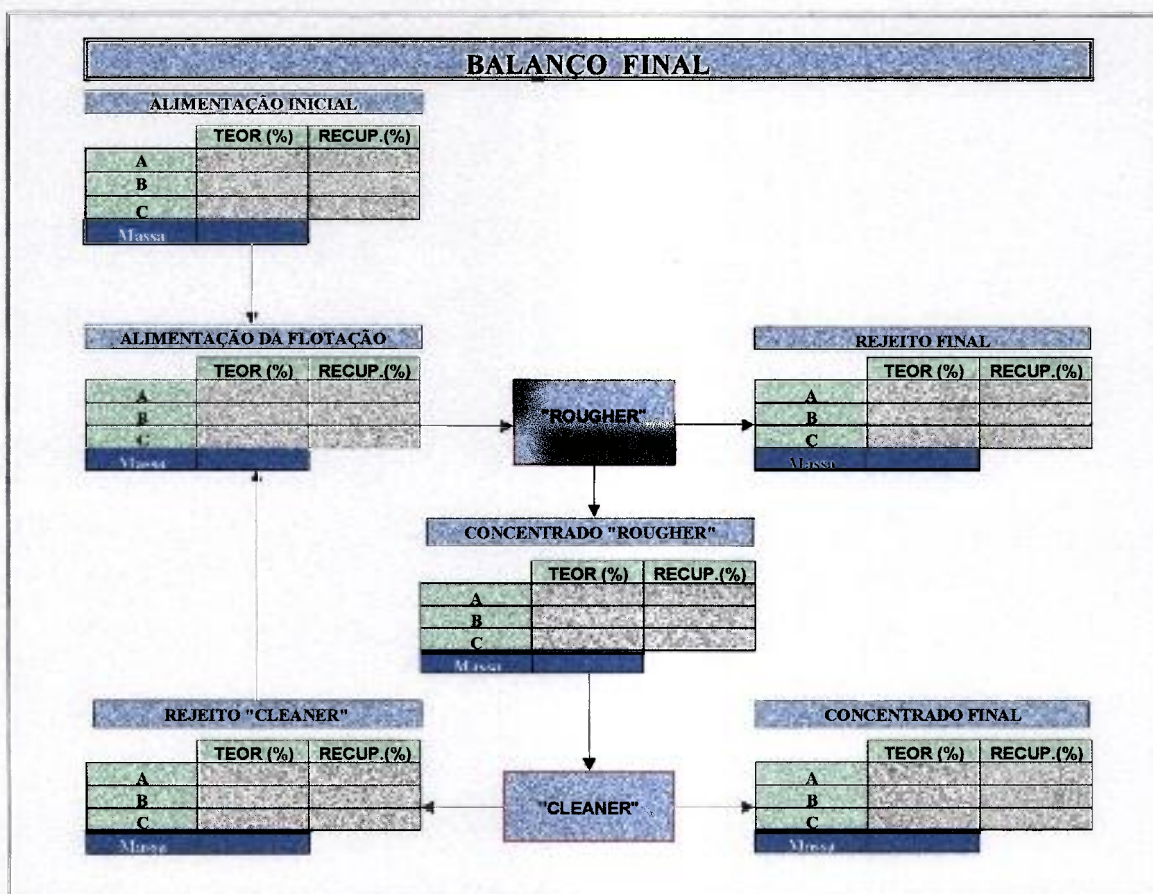 BALANÇO FINAL
ALIMENTAÇÃO INICIAL
TEOR (%) RECUP.(%)
A
B
C
Massa
ALIMENTAÇÃO DA FLOTAÇÃO
TEOR (%) RECUP.(%)
A
B
C
Massa
"ROUGHER"
REJEITO FINAL
TEOR (%) RECUP.(%)
A
B
C
Massa
CONCENTRADO "ROUGHER"
TEOR (%) RECUP.(%)
A
B
C
Massa
REJEITO "CLEANER"
TEOR (%) RECUP.(%)
A
B
C
Massa
"CLEANER"
CONCENTRADO FINAL
TEOR (%) RECUP.(%)
A
B
C
Massa